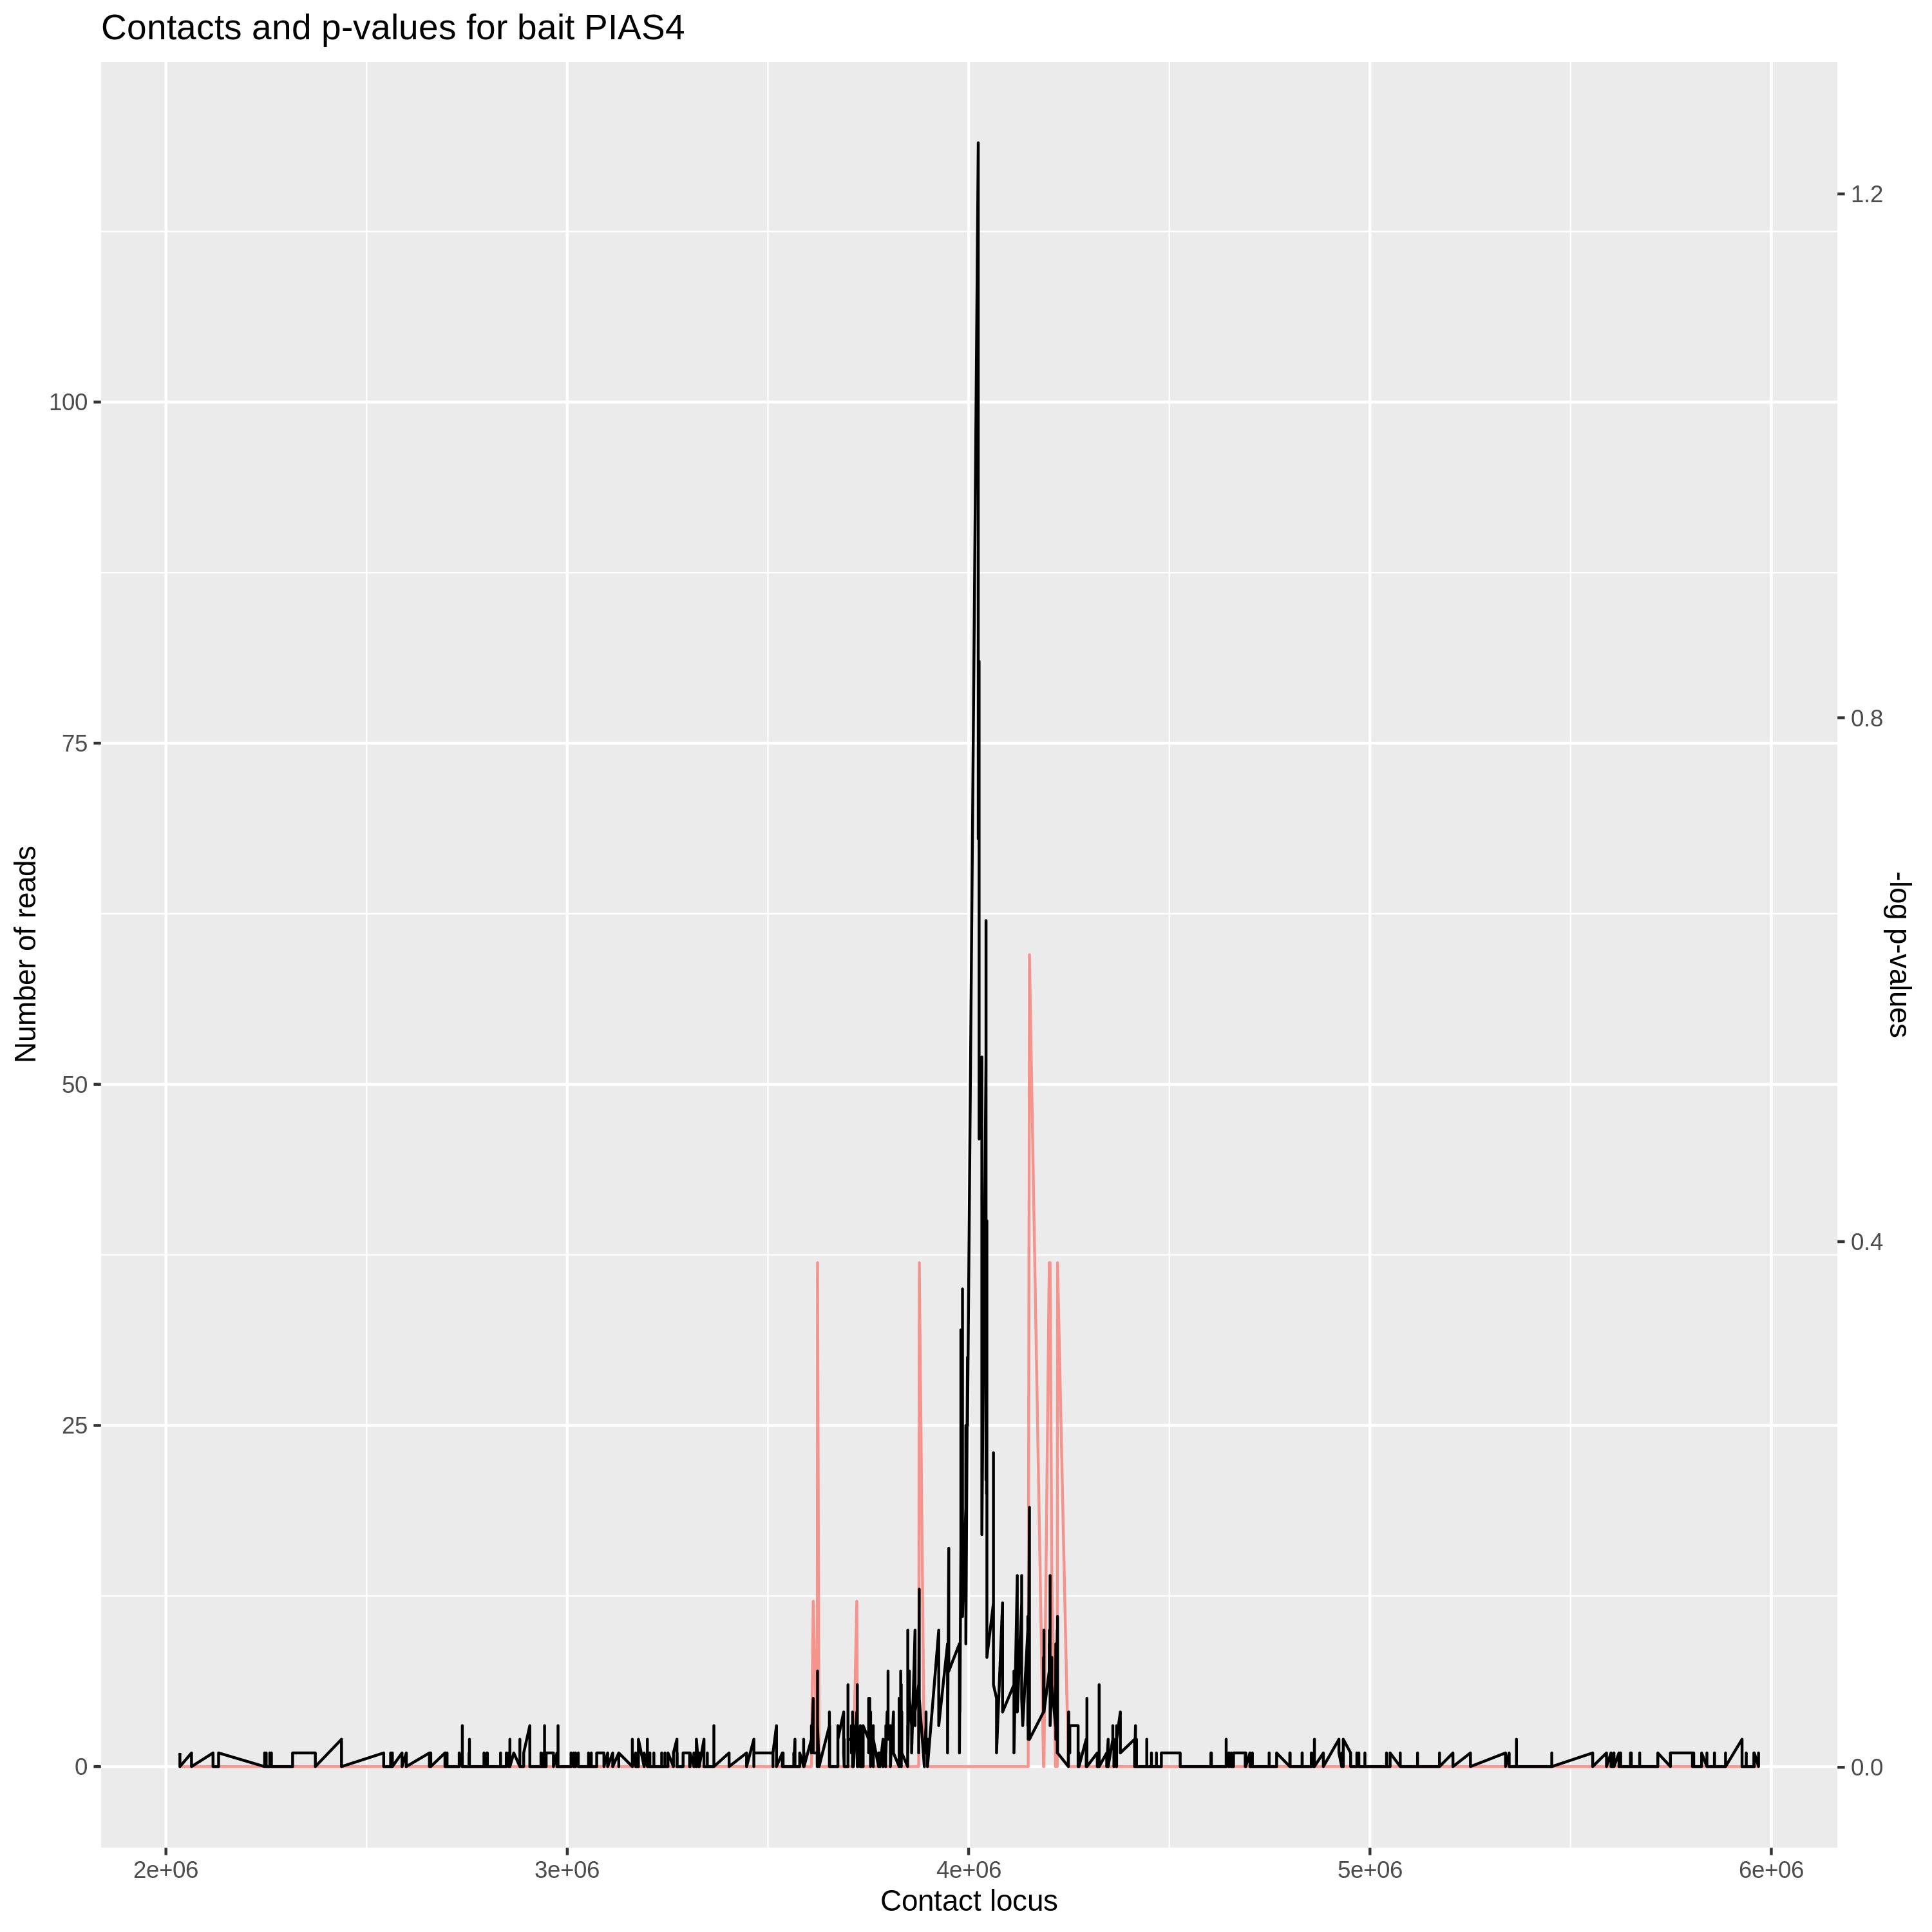 Contacts and p-values for bait PIAS4
Number of reads
100
75
50
25
0
1.2
0.8
0.4
0.0
-log p-values
2e+06 3e+06 4e+06 5e+06 6e+06
Contact locus